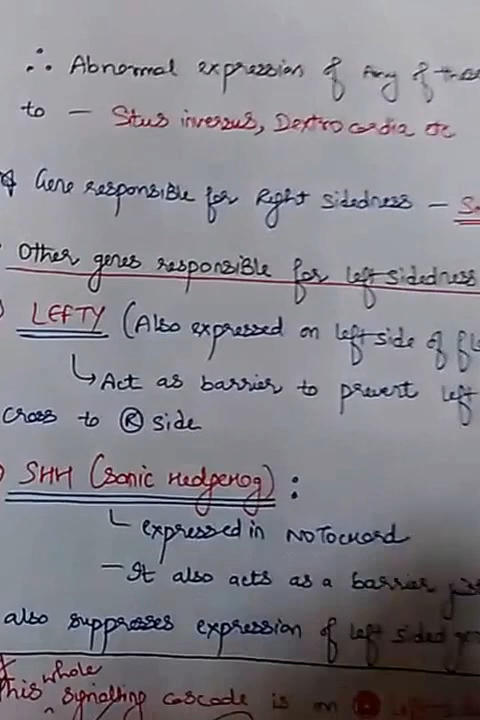 ∴ Abnormal expression of Any of
to - Situs inversus, Dextrocardia etc
Gene responsible for Right sidedness -
Other genes responsible for left sidedness
LEFTY (Also expressed on left side of
↳ Act as barrier to prevent left
cross to Ⓡ side
SHH (Sonic Hedgehog) :
expressed in NOTOCHORD
- It also acts as a barrier
also suppresses expression of left sided
whole
This ^ signalling cascade is on